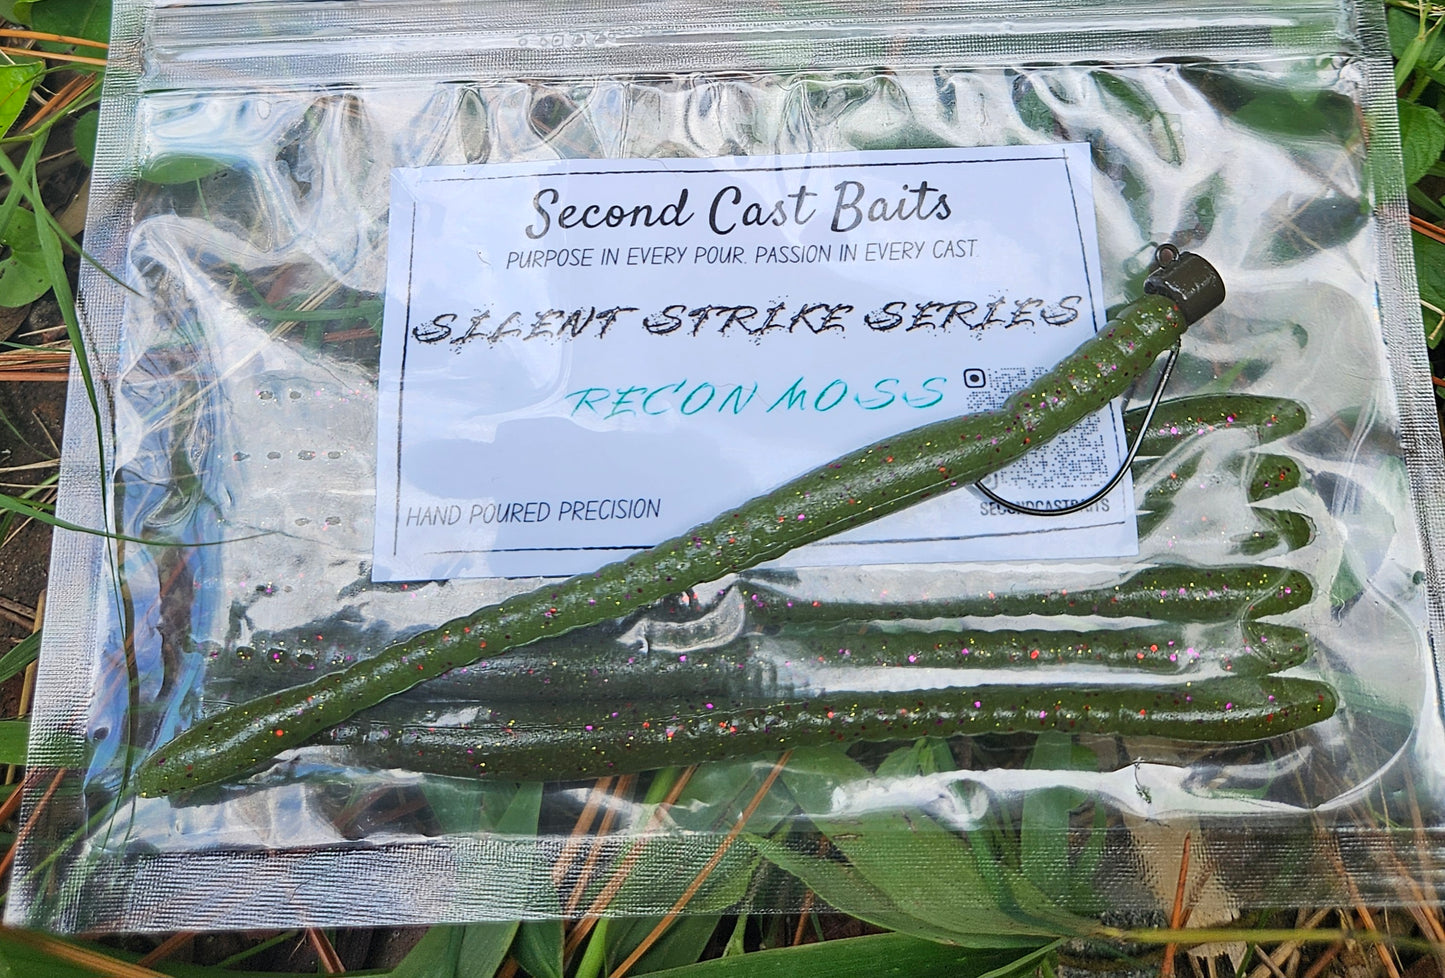 Second Cast Baits
PURPOSE IN EVERY POUR. PASSION IN EVERY CAST.
SILENT STRIKE SERIES
RECON MOSS
HAND POURED PRECISION
SECONDCASTBAITS